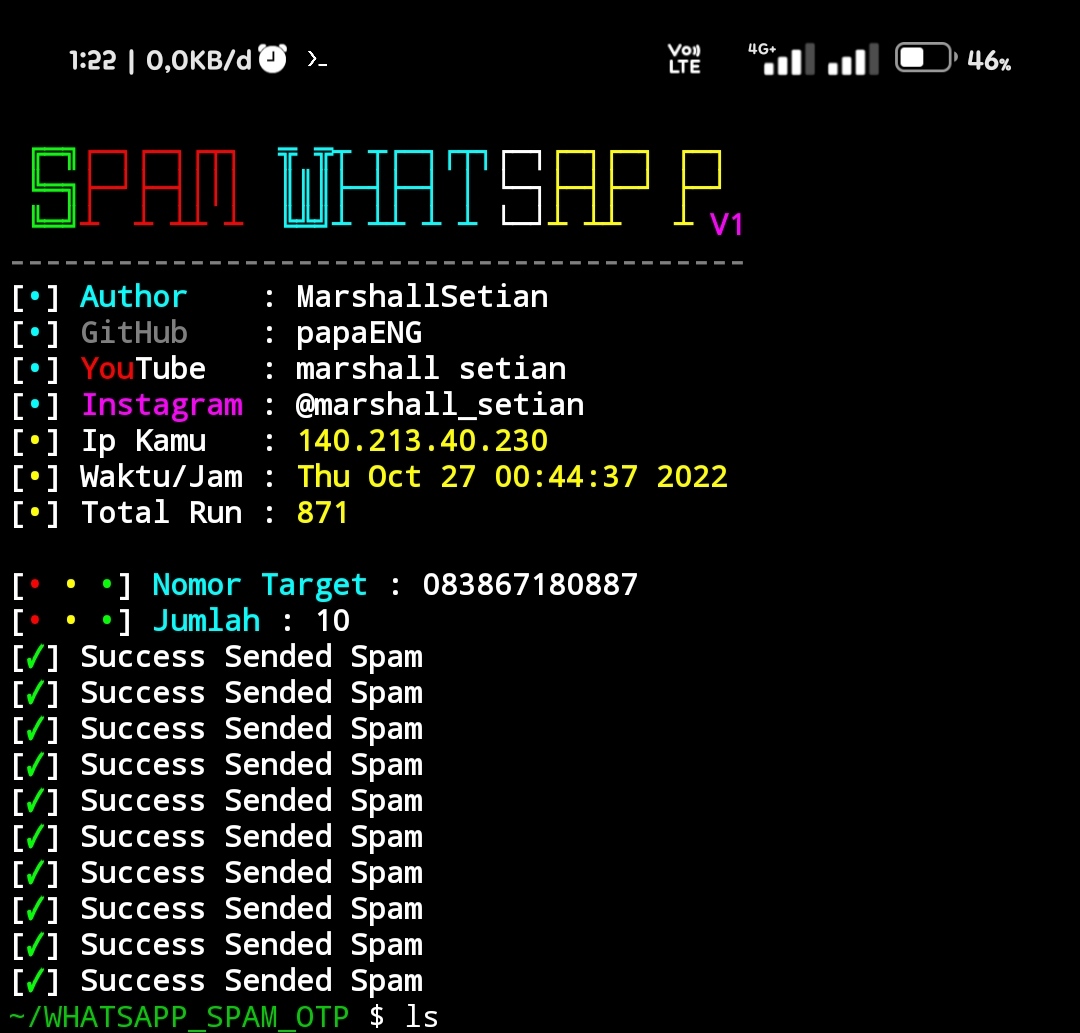 1:22 | 0,0KB/d >_ Vo)) LTE 4G+ 46%
SPAM WHATSAPP V1
-----------------------------------------
[•] Author : MarshallSetian
[•] GitHub : papaENG
[•] YouTube : marshall setian
[•] Instagram : @marshall_setian
[•] Ip Kamu : 140.213.40.230
[•] Waktu/Jam : Thu Oct 27 00:44:37 2022
[•] Total Run : 871
[• • •] Nomor Target : 083867180887
[• • •] Jumlah : 10
[✓] Success Sended Spam
[✓] Success Sended Spam
[✓] Success Sended Spam
[✓] Success Sended Spam
[✓] Success Sended Spam
[✓] Success Sended Spam
[✓] Success Sended Spam
[✓] Success Sended Spam
[✓] Success Sended Spam
[✓] Success Sended Spam
~/WHATSAPP_SPAM_OTP $ ls